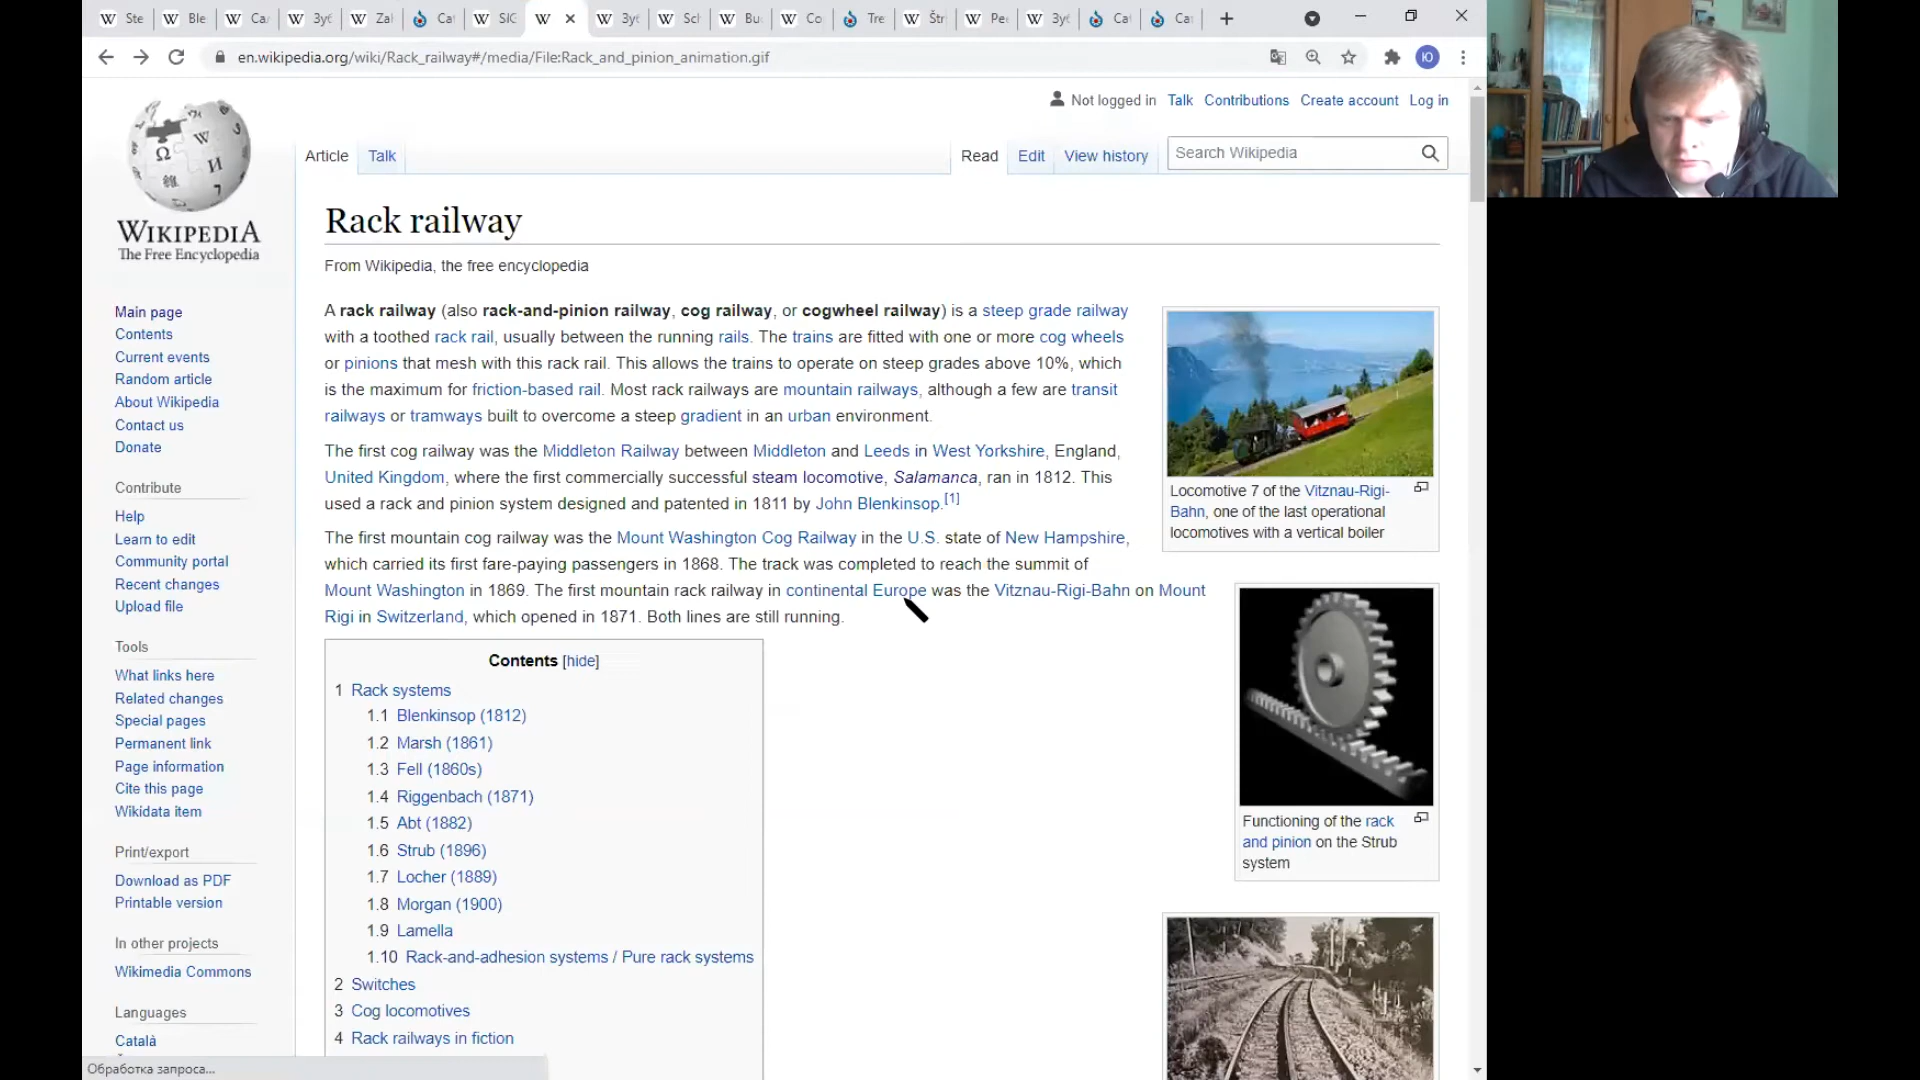 Ste
Ble
Ca
Зу
Zal
Cat
SIC
Зу
Sch
Bu
Co
Tre
Štr
Pe
Зу
Ca
Ca
en.wikipedia.org/wiki/Rack_railway#/media/File:Rack_and_pinion_animation.gif
Ю
Not logged in Talk Contributions Create account Log in
Article Talk Read Edit View history Search Wikipedia
WIKIPEDIA
The Free Encyclopedia
Main page
Contents
Current events
Random article
About Wikipedia
Contact us
Donate
Contribute
Help
Learn to edit
Community portal
Recent changes
Upload file
Tools
What links here
Related changes
Special pages
Permanent link
Page information
Cite this page
Wikidata item
Print/export
Download as PDF
Printable version
In other projects
Wikimedia Commons
Languages
Català
Rack railway
From Wikipedia, the free encyclopedia
A rack railway (also rack-and-pinion railway, cog railway, or cogwheel railway) is a steep grade railway
with a toothed rack rail, usually between the running rails. The trains are fitted with one or more cog wheels
or pinions that mesh with this rack rail. This allows the trains to operate on steep grades above 10%, which
is the maximum for friction-based rail. Most rack railways are mountain railways, although a few are transit
railways or tramways built to overcome a steep gradient in an urban environment.
The first cog railway was the Middleton Railway between Middleton and Leeds in West Yorkshire, England,
United Kingdom, where the first commercially successful steam locomotive, Salamanca, ran in 1812. This
used a rack and pinion system designed and patented in 1811 by John Blenkinsop.[1]
The first mountain cog railway was the Mount Washington Cog Railway in the U.S. state of New Hampshire,
which carried its first fare-paying passengers in 1868. The track was completed to reach the summit of
Mount Washington in 1869. The first mountain rack railway in continental Europe was the Vitznau-Rigi-Bahn on Mount
Rigi in Switzerland, which opened in 1871. Both lines are still running.
Contents [hide]
1 Rack systems
1.1 Blenkinsop (1812)
1.2 Marsh (1861)
1.3 Fell (1860s)
1.4 Riggenbach (1871)
1.5 Abt (1882)
1.6 Strub (1896)
1.7 Locher (1889)
1.8 Morgan (1900)
1.9 Lamella
1.10 Rack-and-adhesion systems / Pure rack systems
2 Switches
3 Cog locomotives
4 Rack railways in fiction
Locomotive 7 of the Vitznau-Rigi-
Bahn, one of the last operational
locomotives with a vertical boiler
Functioning of the rack
and pinion on the Strub
system
Обработка запроса...